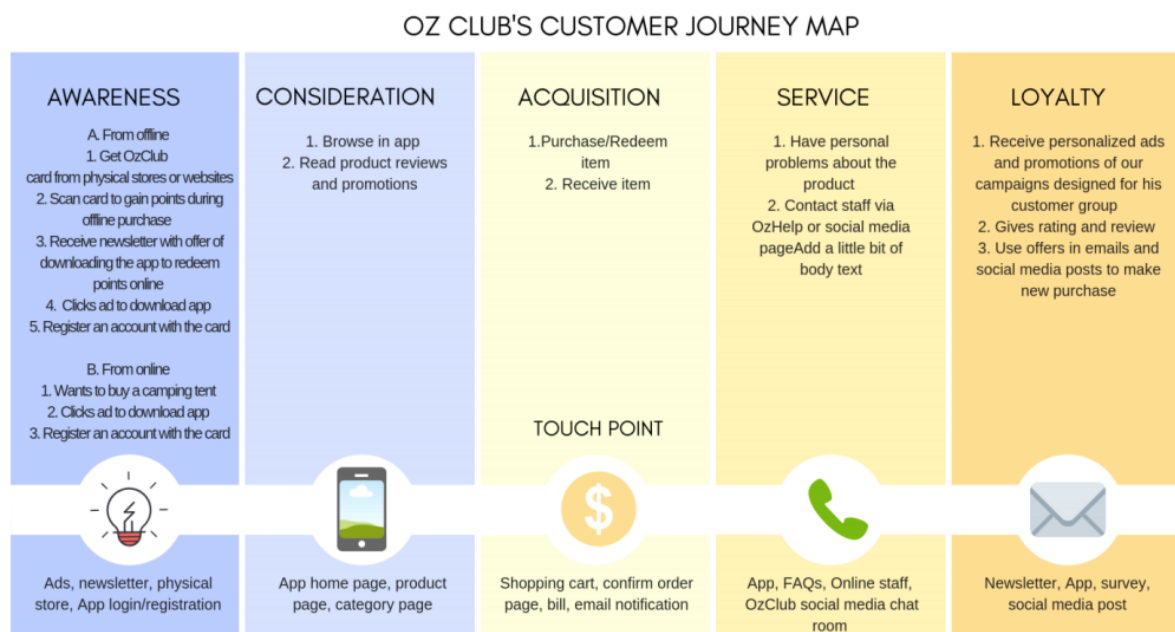 OZ CLUB'S CUSTOMER JOURNEY MAP
AWARENESS
A. From offline
1. Get OzClub
card from physical stores or websites
2. Scan card to gain points during
offline purchase
3. Receive newsletter with offer of
downloading the app to redeem
points online
4. Clicks ad to download app
5. Register an account with the card
B. From online
1. Wants to buy a camping tent
2. Clicks ad to download app
3. Register an account with the card
CONSIDERATION
1. Browse in app
2. Read product reviews
and promotions
ACQUISITION
1.Purchase/Redeem
item
2. Receive item
SERVICE
1. Have personal
problems about the
product
2. Contact staff via
OzHelp or social media
pageAdd a little bit of
body text
LOYALTY
1. Receive personalized ads
and promotions of our
campaigns designed for his
customer group
2. Gives rating and review
3. Use offers in emails and
social media posts to make
new purchase
TOUCH POINT
$
Ads, newsletter, physical
store, App login/registration
App home page, product
page, category page
Shopping cart, confirm order
page, bill, email notification
App, FAQs, Online staff,
OzClub social media chat
room
Newsletter, App, survey,
social media post